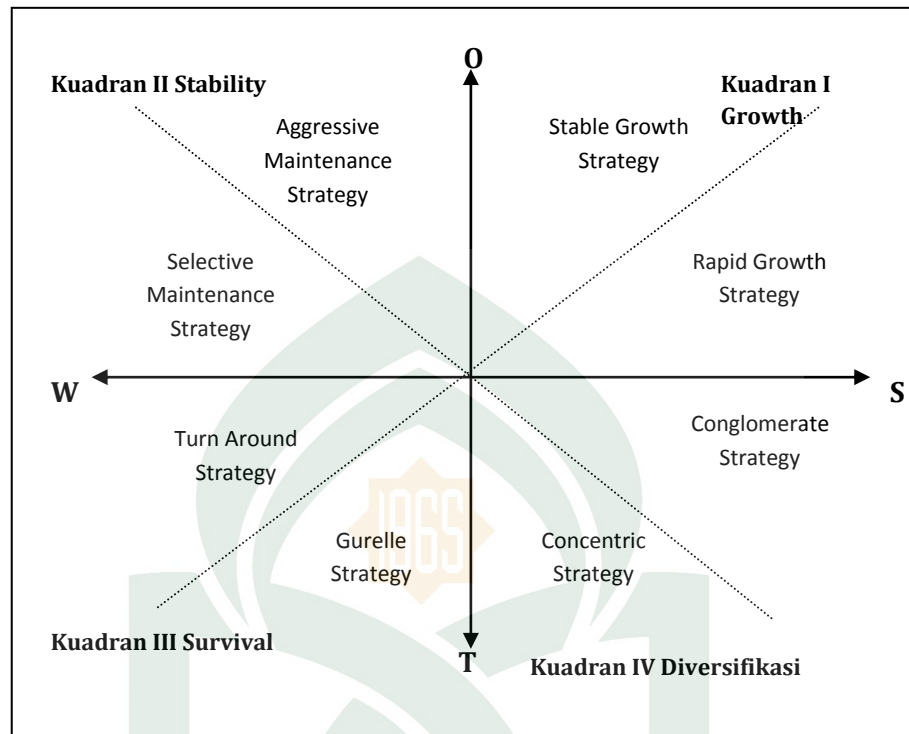 O
Kuadran II Stability
Kuadran I
Growth
Aggressive
Maintenance
Strategy
Stable Growth
Strategy
Selective
Maintenance
Strategy
Rapid Growth
Strategy
W
S
Turn Around
Strategy
Conglomerate
Strategy
1965
Gurelle
Strategy
Concentric
Strategy
Kuadran III Survival
T
Kuadran IV Diversifikasi